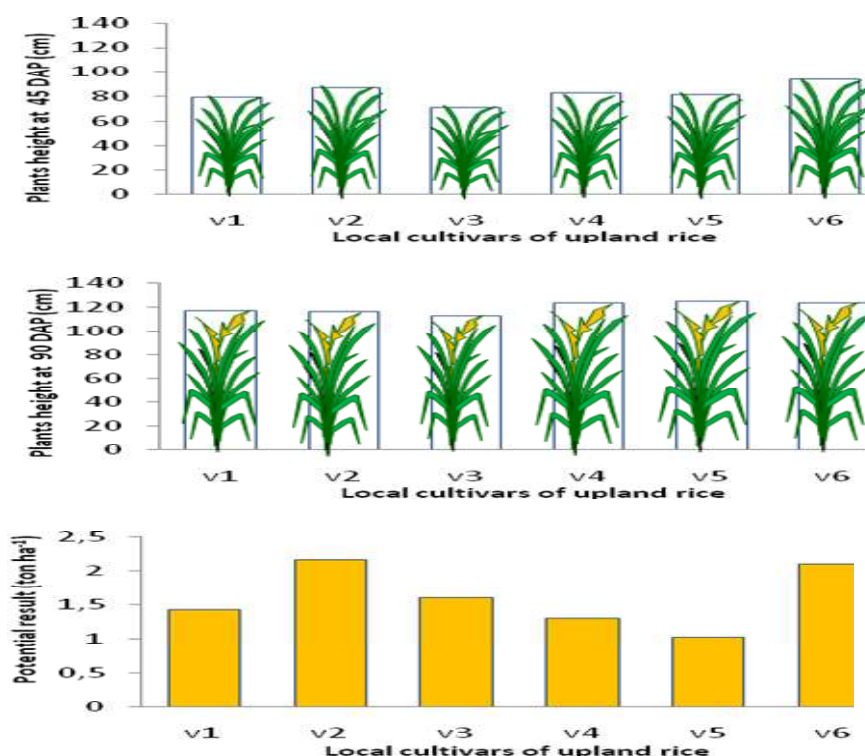 Plants height at 45 DAP (cm)
140
120
100
80
60
40
20
0
v1 v2 v3 v4 v5 v6
Local cultivars of upland rice
Plants height at 90 DAP (cm)
140
120
100
80
60
40
20
0
v1 v2 v3 v4 v5 v6
Local cultivars of upland rice
Potential result (ton ha⁻¹)
2,5
2
1,5
1
0,5
0
v1 v2 v3 v4 v5 v6
Local cultivars of upland rice